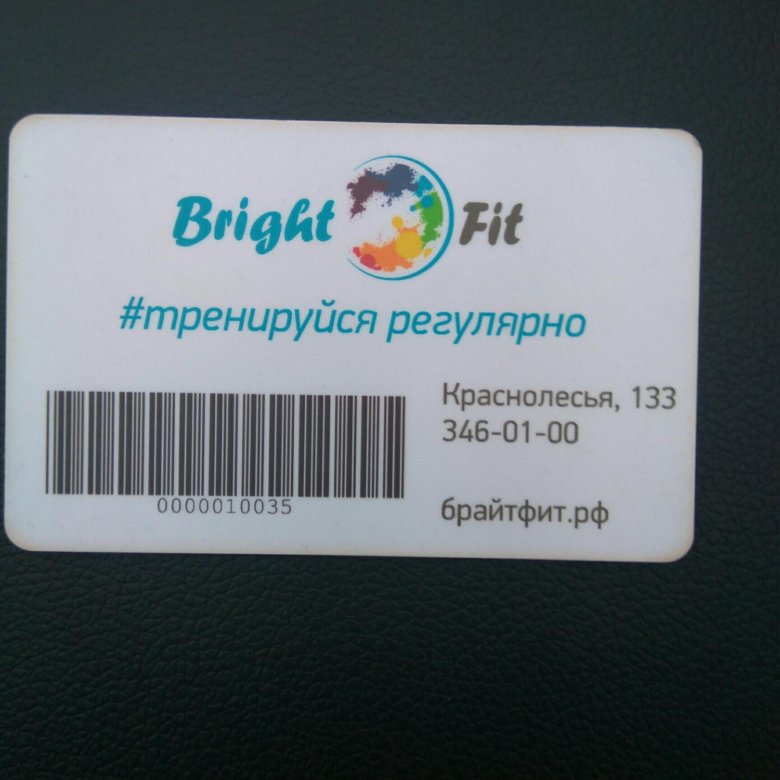 Bright Fit
#тренируйся регулярно
Краснолесья, 133
346-01-00
0000010035
брайтфит.рф